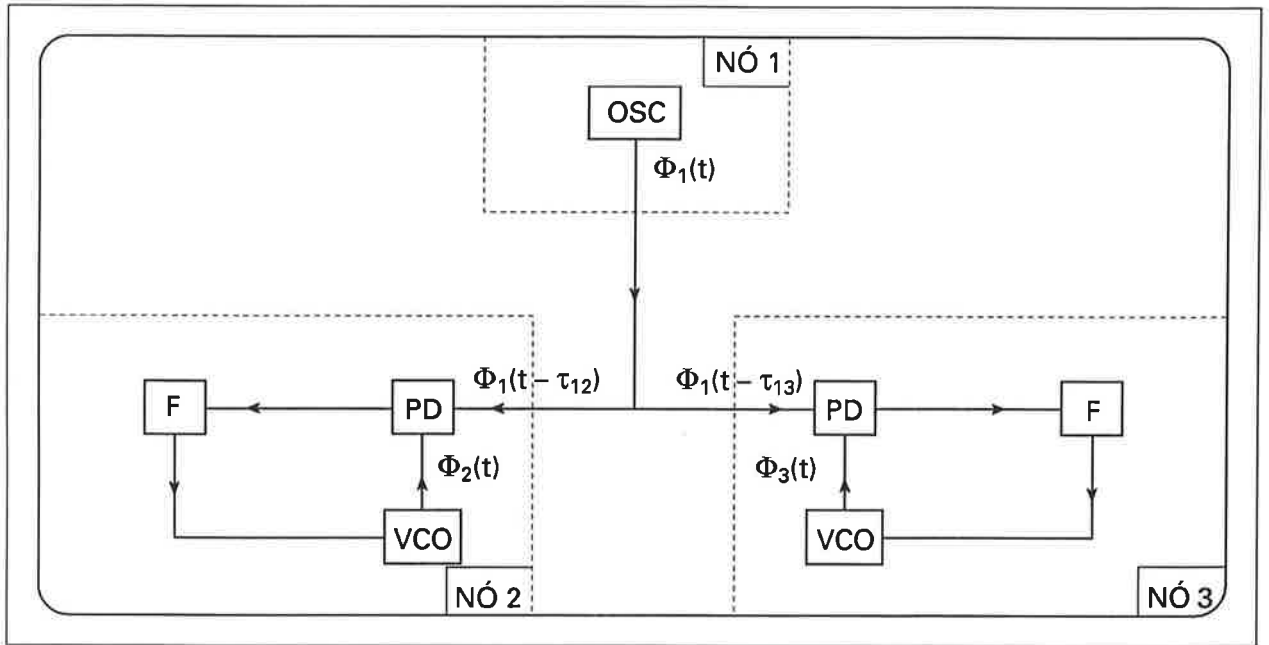 NÓ 1
OSC
Φ₁(t)
Φ₁(t – τ₁₂)
Φ₁(t – τ₁₃)
F
PD
PD
F
Φ₂(t)
Φ₃(t)
VCO
VCO
NÓ 2
NÓ 3